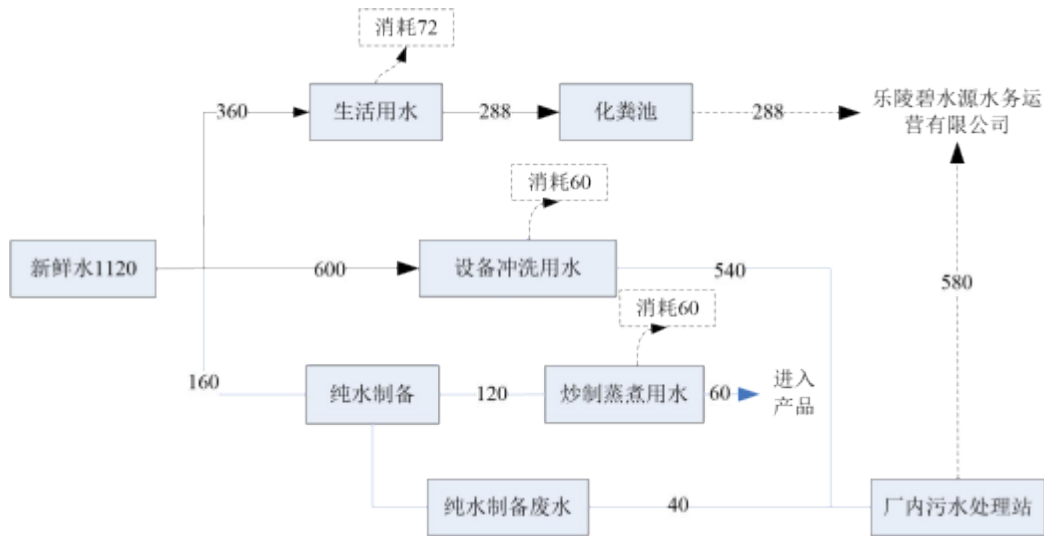 消耗72
360
生活用水
288
化粪池
288
乐陵碧水源水务运
营有限公司
消耗60
新鲜水1120
600
设备冲洗用水
540
580
消耗60
160
纯水制备
120
炒制蒸煮用水
60
进入
产品
纯水制备废水
40
厂内污水处理站